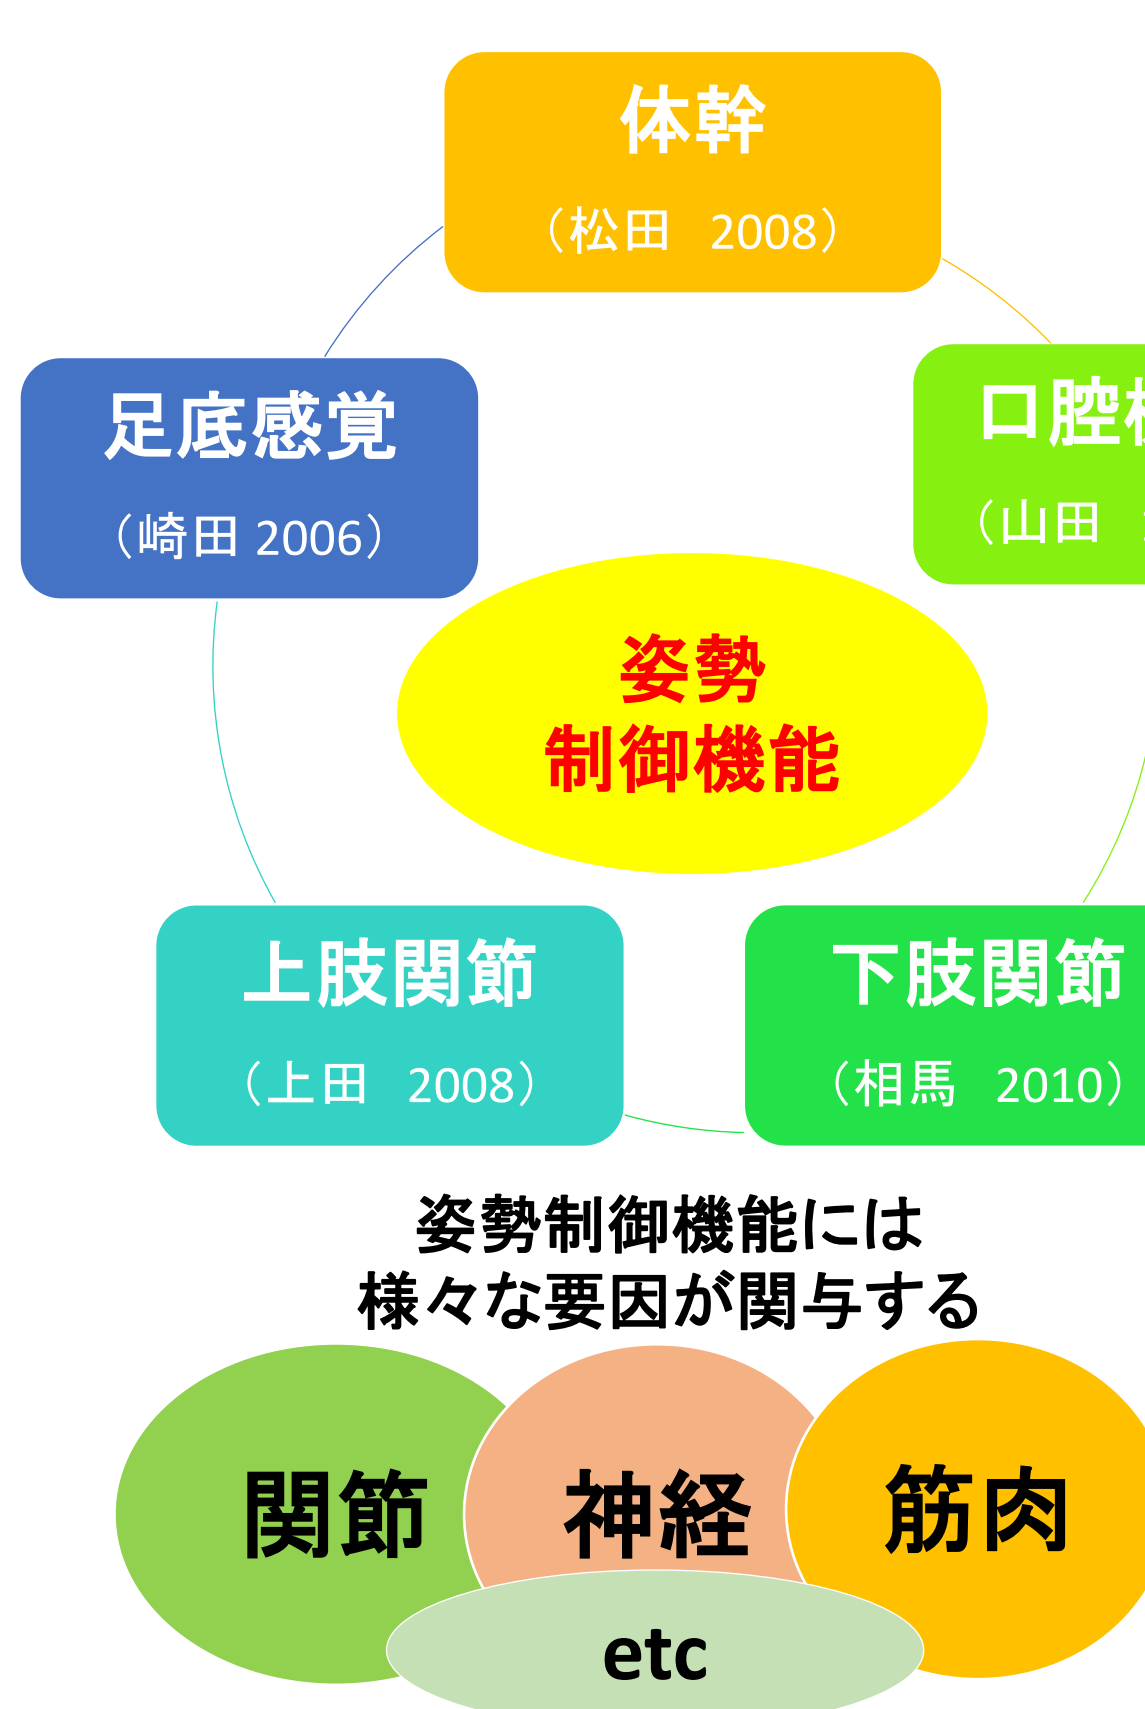 体幹
（松田 2008）
足底感覚
（崎田 2006）
口腔
（山田
姿勢
制御機能
上肢関節
（上田 2008）
下肢関節
（相馬 2010）
姿勢制御機能には
様々な要因が関与する
関節
神経
筋肉
etc